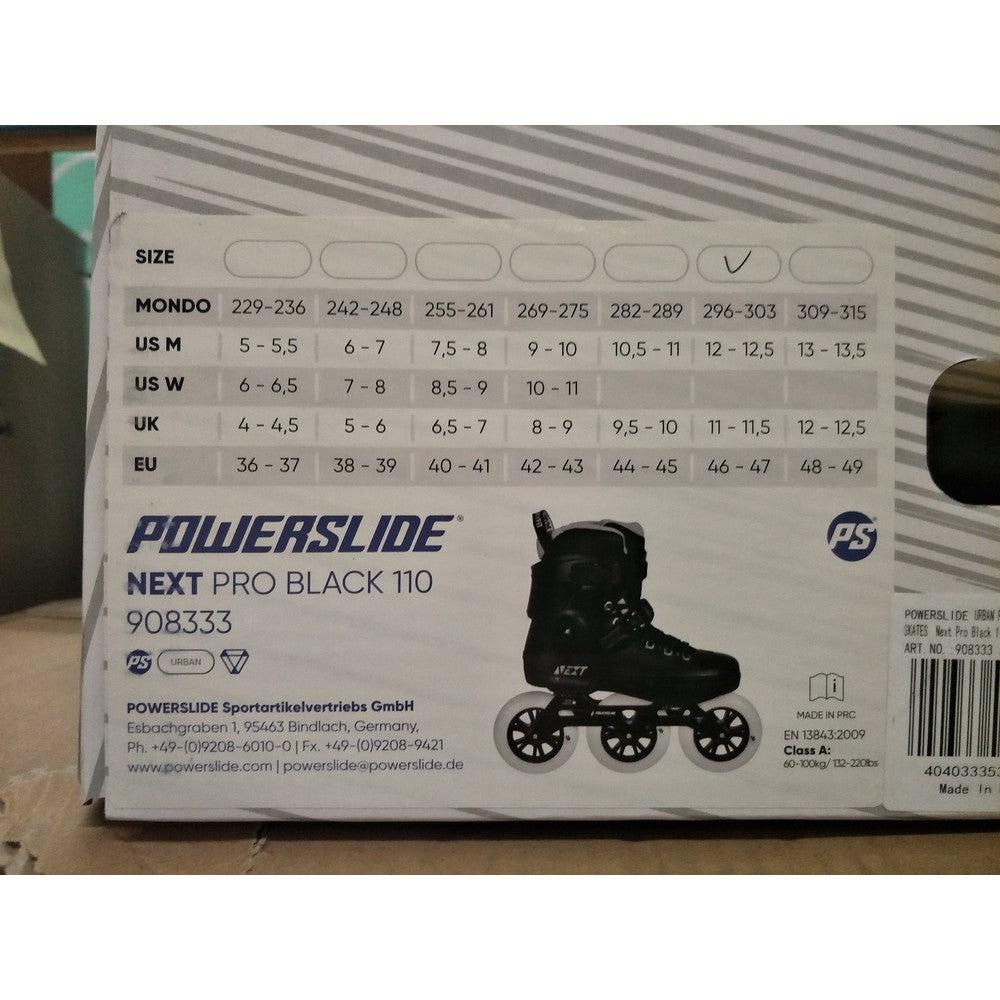 SIZE
MONDO 229-236 242-248 255-261 269-275 282-289 296-303 309-315
US M 5 - 5,5 6 - 7 7,5 - 8 9 - 10 10,5 - 11 12 - 12,5 13 - 13,5
US W 6 - 6,5 7 - 8 8,5 - 9 10 - 11
UK 4 - 4,5 5 - 6 6,5 - 7 8 - 9 9,5 - 10 11 - 11,5 12 - 12,5
EU 36 - 37 38 - 39 40 - 41 42 - 43 44 - 45 46 - 47 48 - 49
POWERSLIDE®
PS
NEXT PRO BLACK 110
908333
PS URBAN
NEXT
POWERSLIDE Sportartikelvertriebs GmbH
Esbachgraben 1, 95463 Bindlach, Germany,
Ph. +49-(0)9208-6010-0 | Fx. +49-(0)9208-9421
www.powerslide.com | powerslide@powerslide.de
i
MADE IN PRC
EN 13843:2009
Class A:
60-100kg/ 132-220lbs
POWERSLIDE URBAN
SKATES Next Pro Black
ART. NO. :908333
40403335
Made In